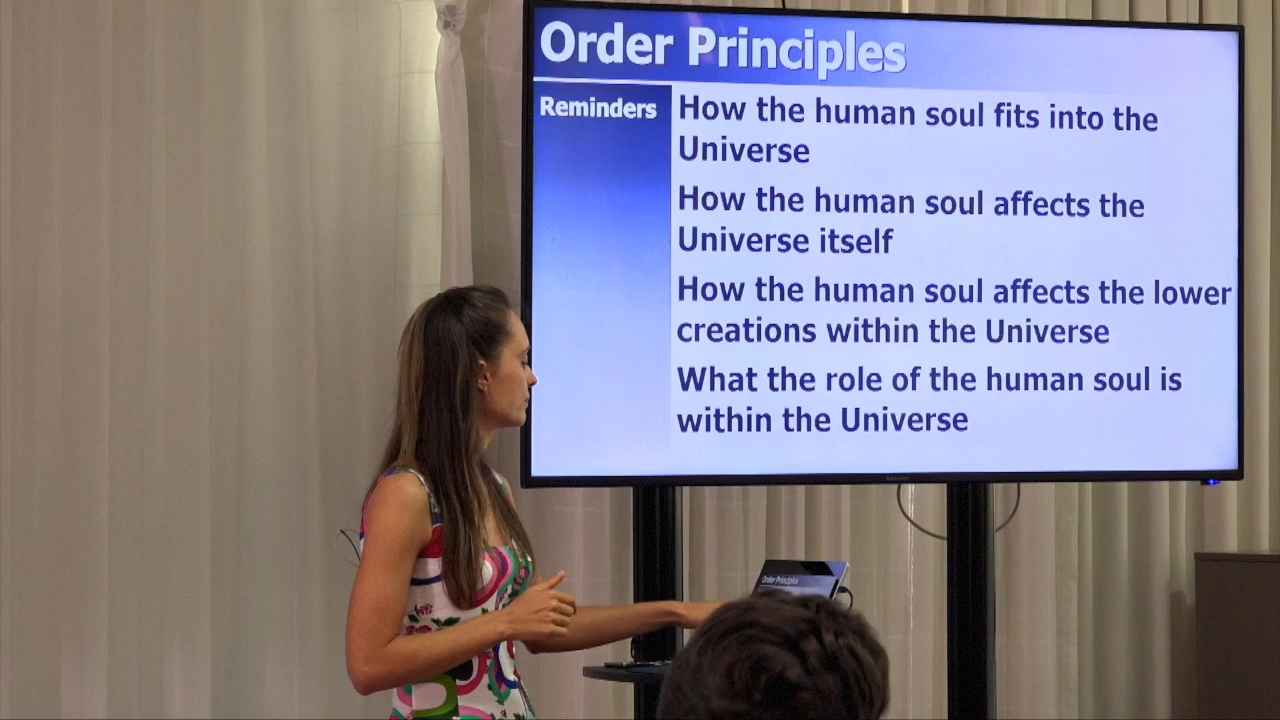 Order Principles
Reminders
How the human soul fits into the
Universe
How the human soul affects the
Universe itself
How the human soul affects the lower
creations within the Universe
What the role of the human soul is
within the Universe
Order Principles